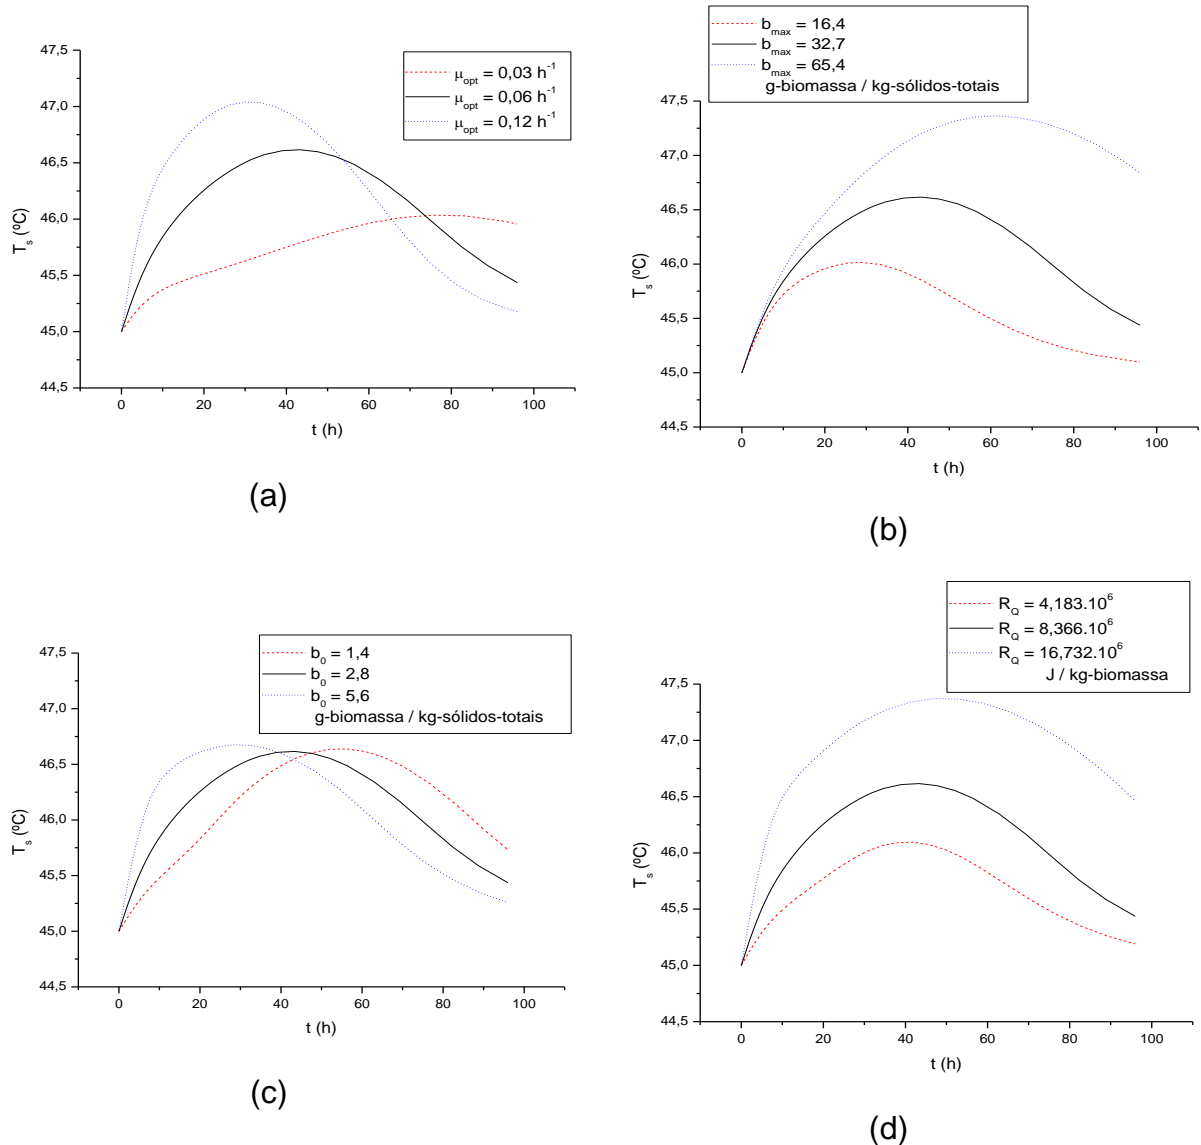 (a)
47,5
47,0
46,5
46,0
45,5
45,0
44,5
T_s (ºC)
0 20 40 60 80 100
t (h)
μ_opt = 0,03 h^-1
μ_opt = 0,06 h^-1
μ_opt = 0,12 h^-1
(a)
b_max = 16,4
b_max = 32,7
b_max = 65,4
g-biomassa / kg-sólidos-totais
47,5
47,0
46,5
46,0
45,5
45,0
44,5
T_s (ºC)
0 20 40 60 80 100
t (h)
(b)
b_0 = 1,4
b_0 = 2,8
b_0 = 5,6
g-biomassa / kg-sólidos-totais
47,5
47,0
46,5
46,0
45,5
45,0
44,5
T_s (ºC)
0 20 40 60 80 100
t (h)
(c)
R_Q = 4,183.10^6
R_Q = 8,366.10^6
R_Q = 16,732.10^6
J / kg-biomassa
47,5
47,0
46,5
46,0
45,5
45,0
44,5
T_s (ºC)
0 20 40 60 80 100
t (h)
(d)